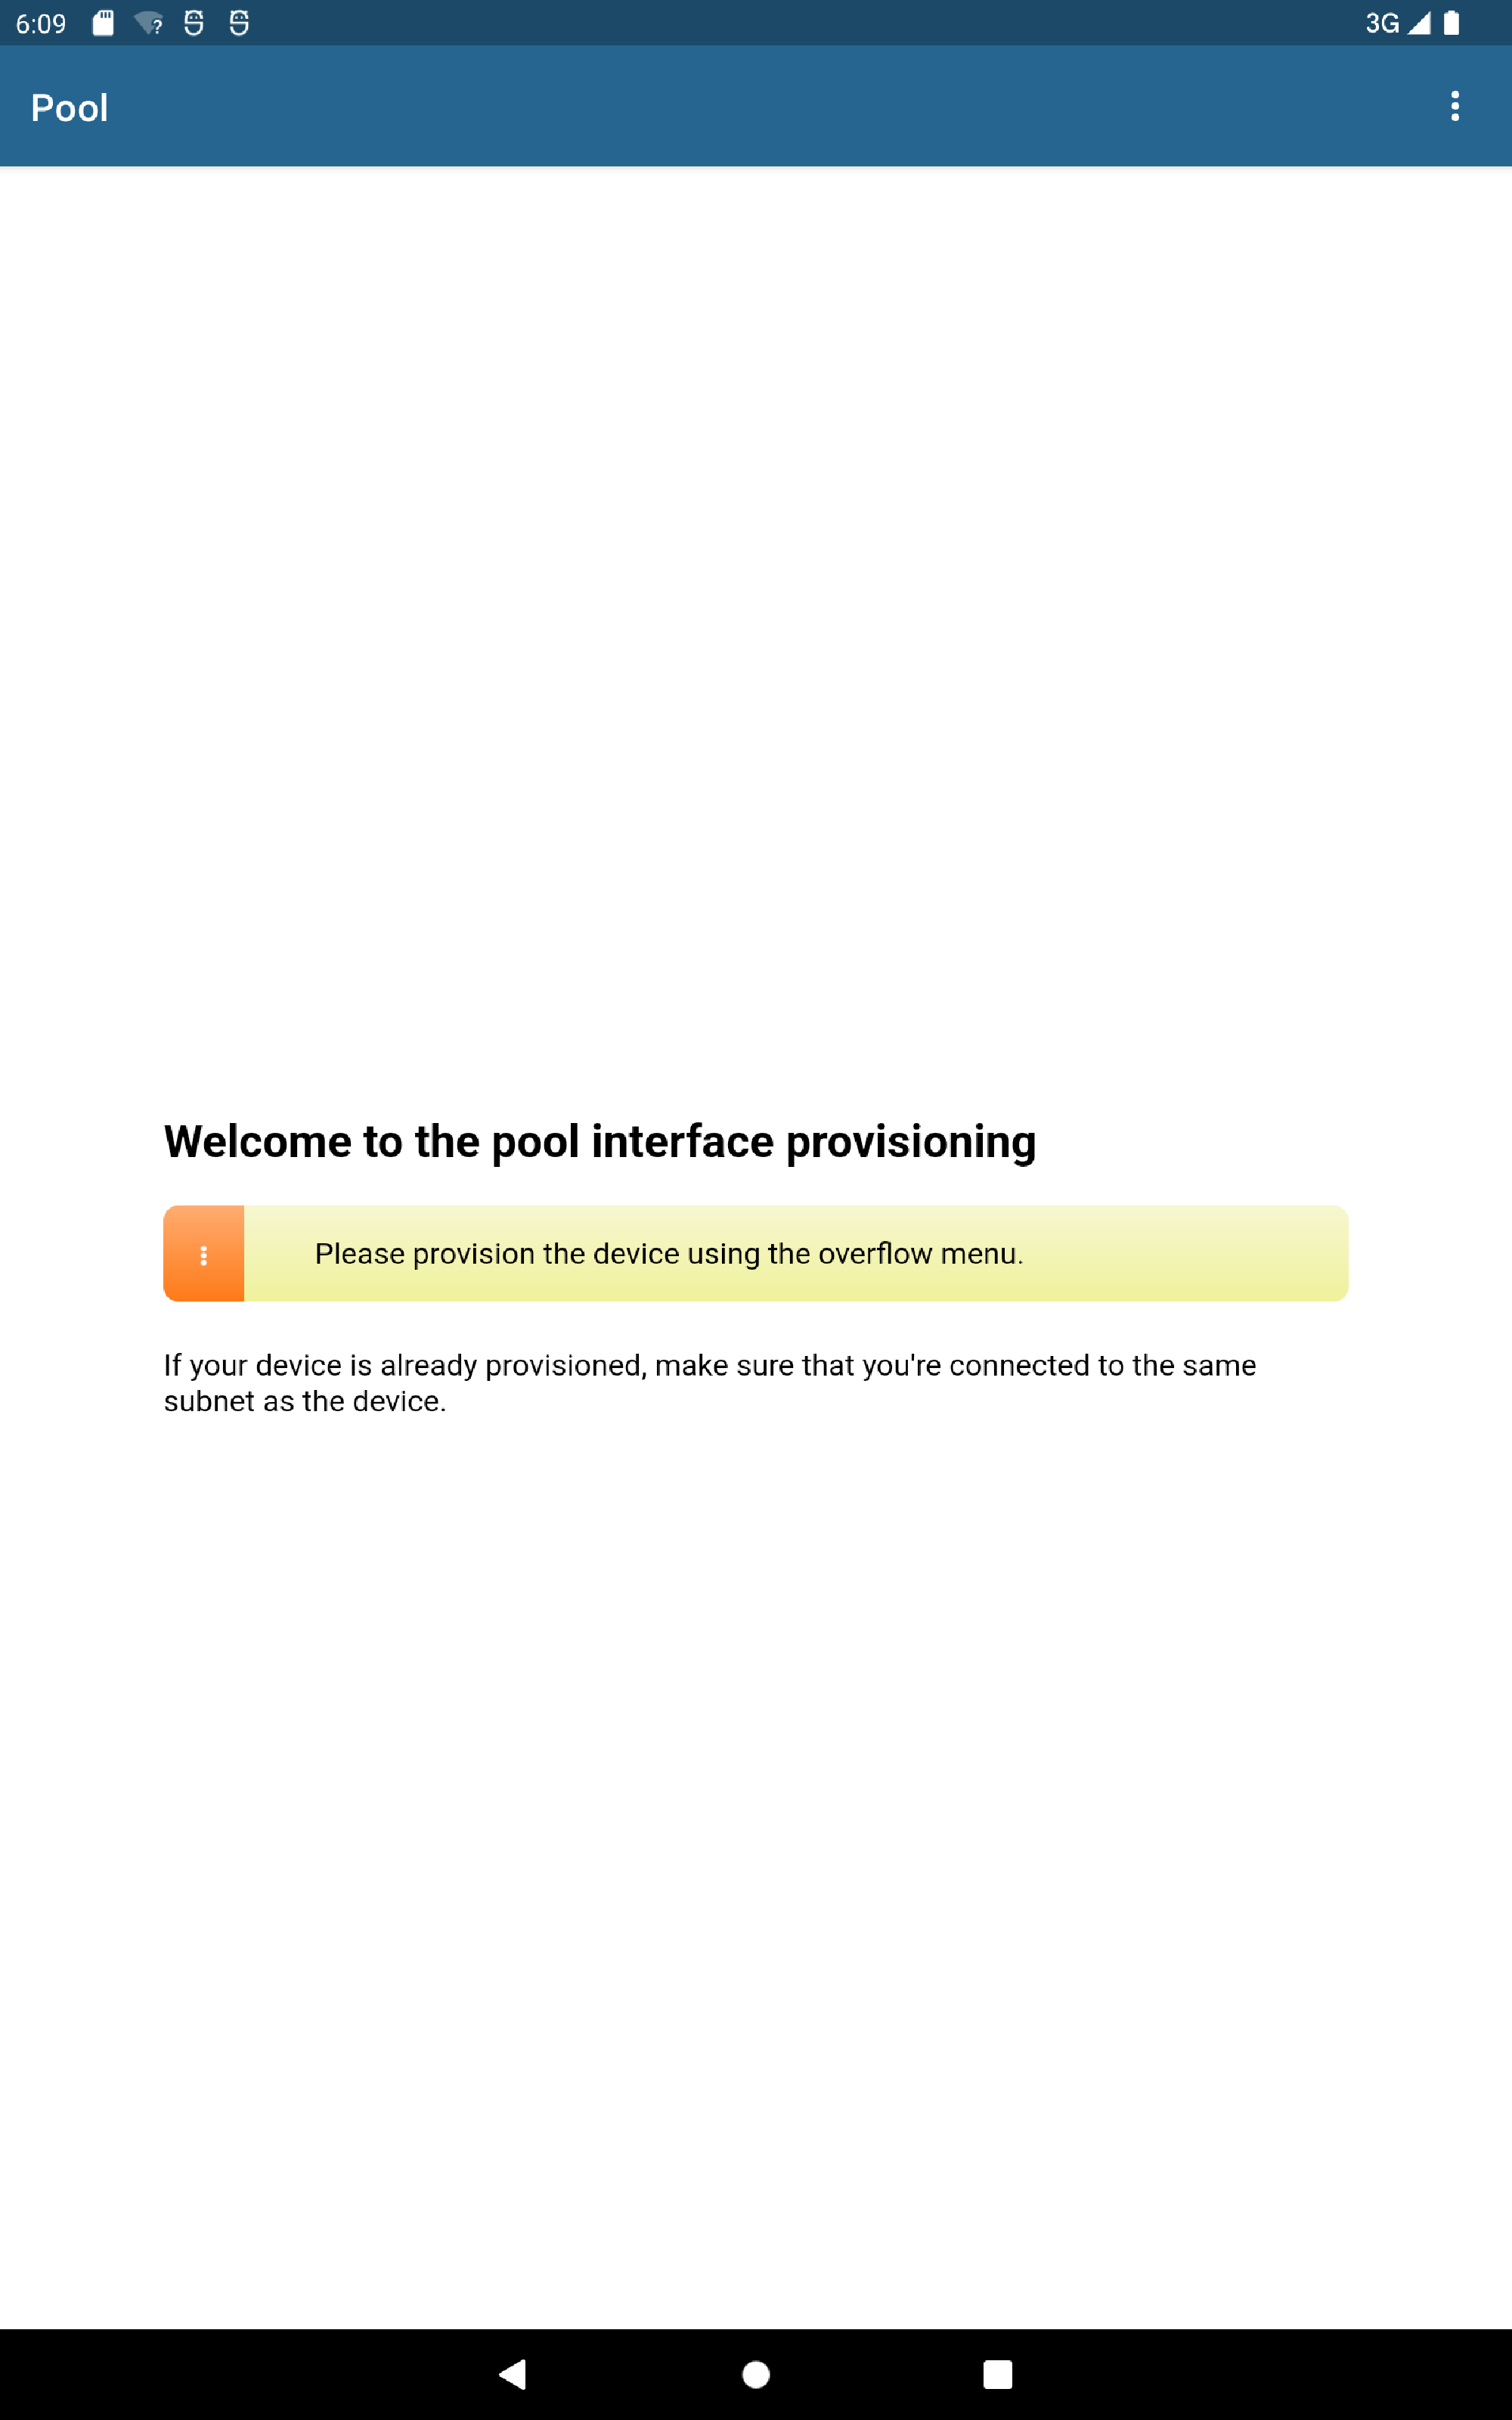 6:09
3G
Pool
Welcome to the pool interface provisioning
Please provision the device using the overflow menu.
If your device is already provisioned, make sure that you're connected to the same
subnet as the device.